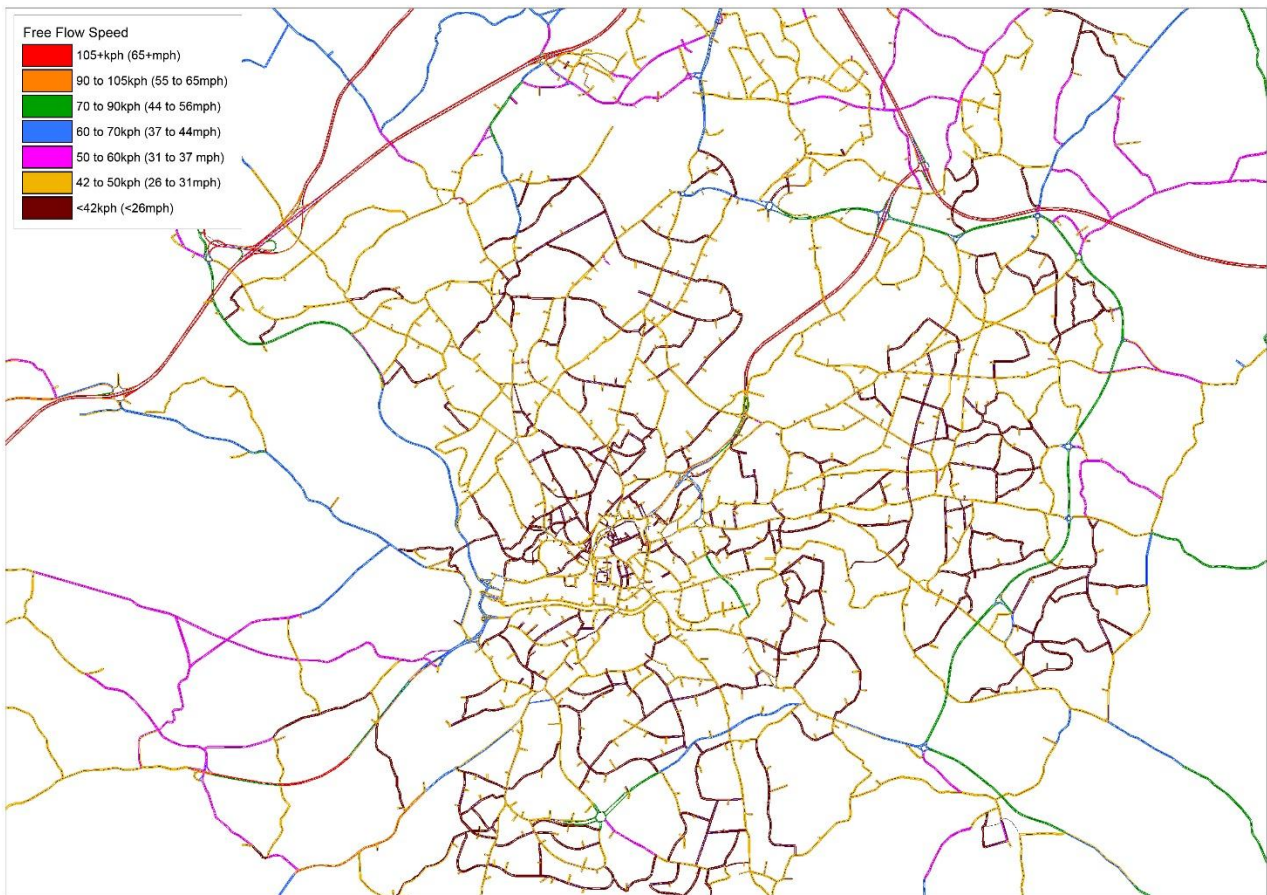 Free Flow Speed
105+kph (65+mph)
90 to 105kph (55 to 65mph)
70 to 90kph (44 to 56mph)
60 to 70kph (37 to 44mph)
50 to 60kph (31 to 37 mph)
42 to 50kph (26 to 31mph)
<42kph (<26mph)